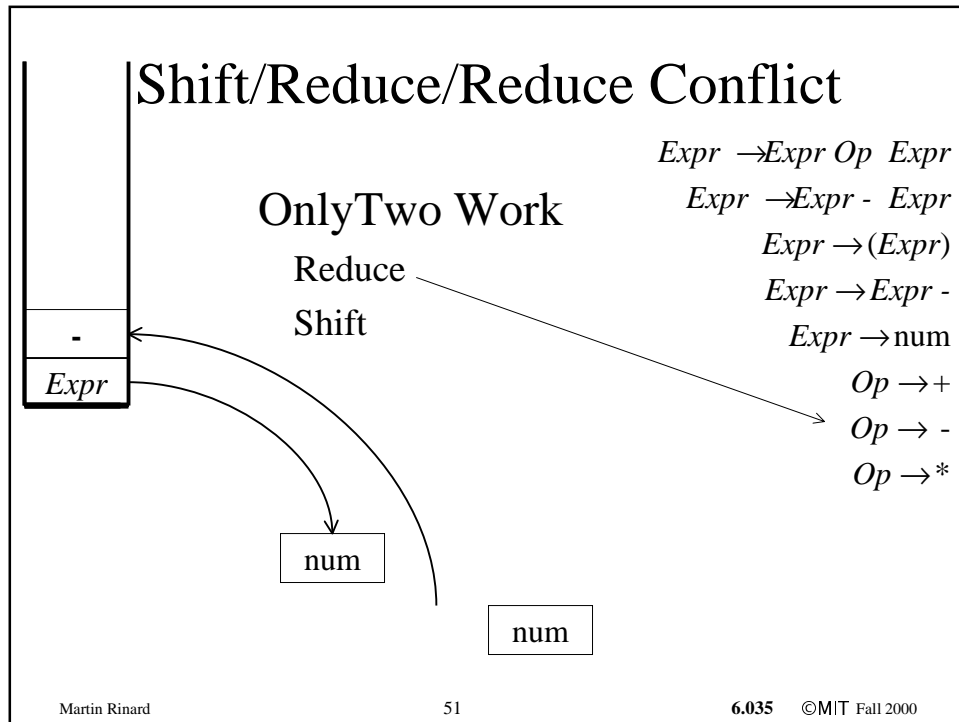 Shift/Reduce/Reduce Conflict
OnlyTwo Work
Reduce
Shift
Expr →Expr Op Expr
Expr →Expr - Expr
Expr → (Expr)
Expr → Expr -
Expr → num
Op → +
Op → -
Op → *
-
Expr
num
num
Martin Rinard 51 6.035 ©MIT Fall 2000